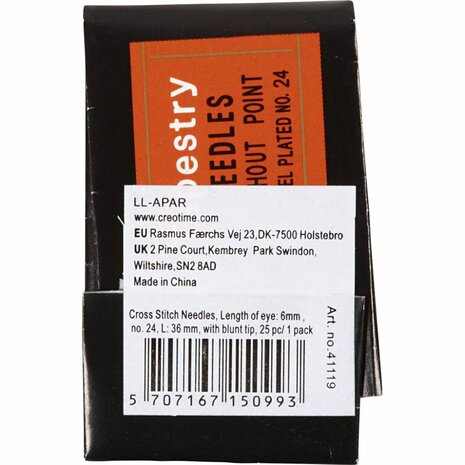 pestry
EEDLES
HOUT POINT
EL PLATED NO. 24
LL-APAR
www.creotime.com
EU Rasmus Færchs Vej 23,DK-7500 Holstebro
UK 2 Pine Court,Kembrey Park Swindon,
Wiltshire,SN2 8AD
Made in China
Cross Stitch Needles, Length of eye: 6mm ,
no. 24, L: 36 mm, with blunt tip, 25 pc/ 1 pack
Art. no.41119
5 707167 150993